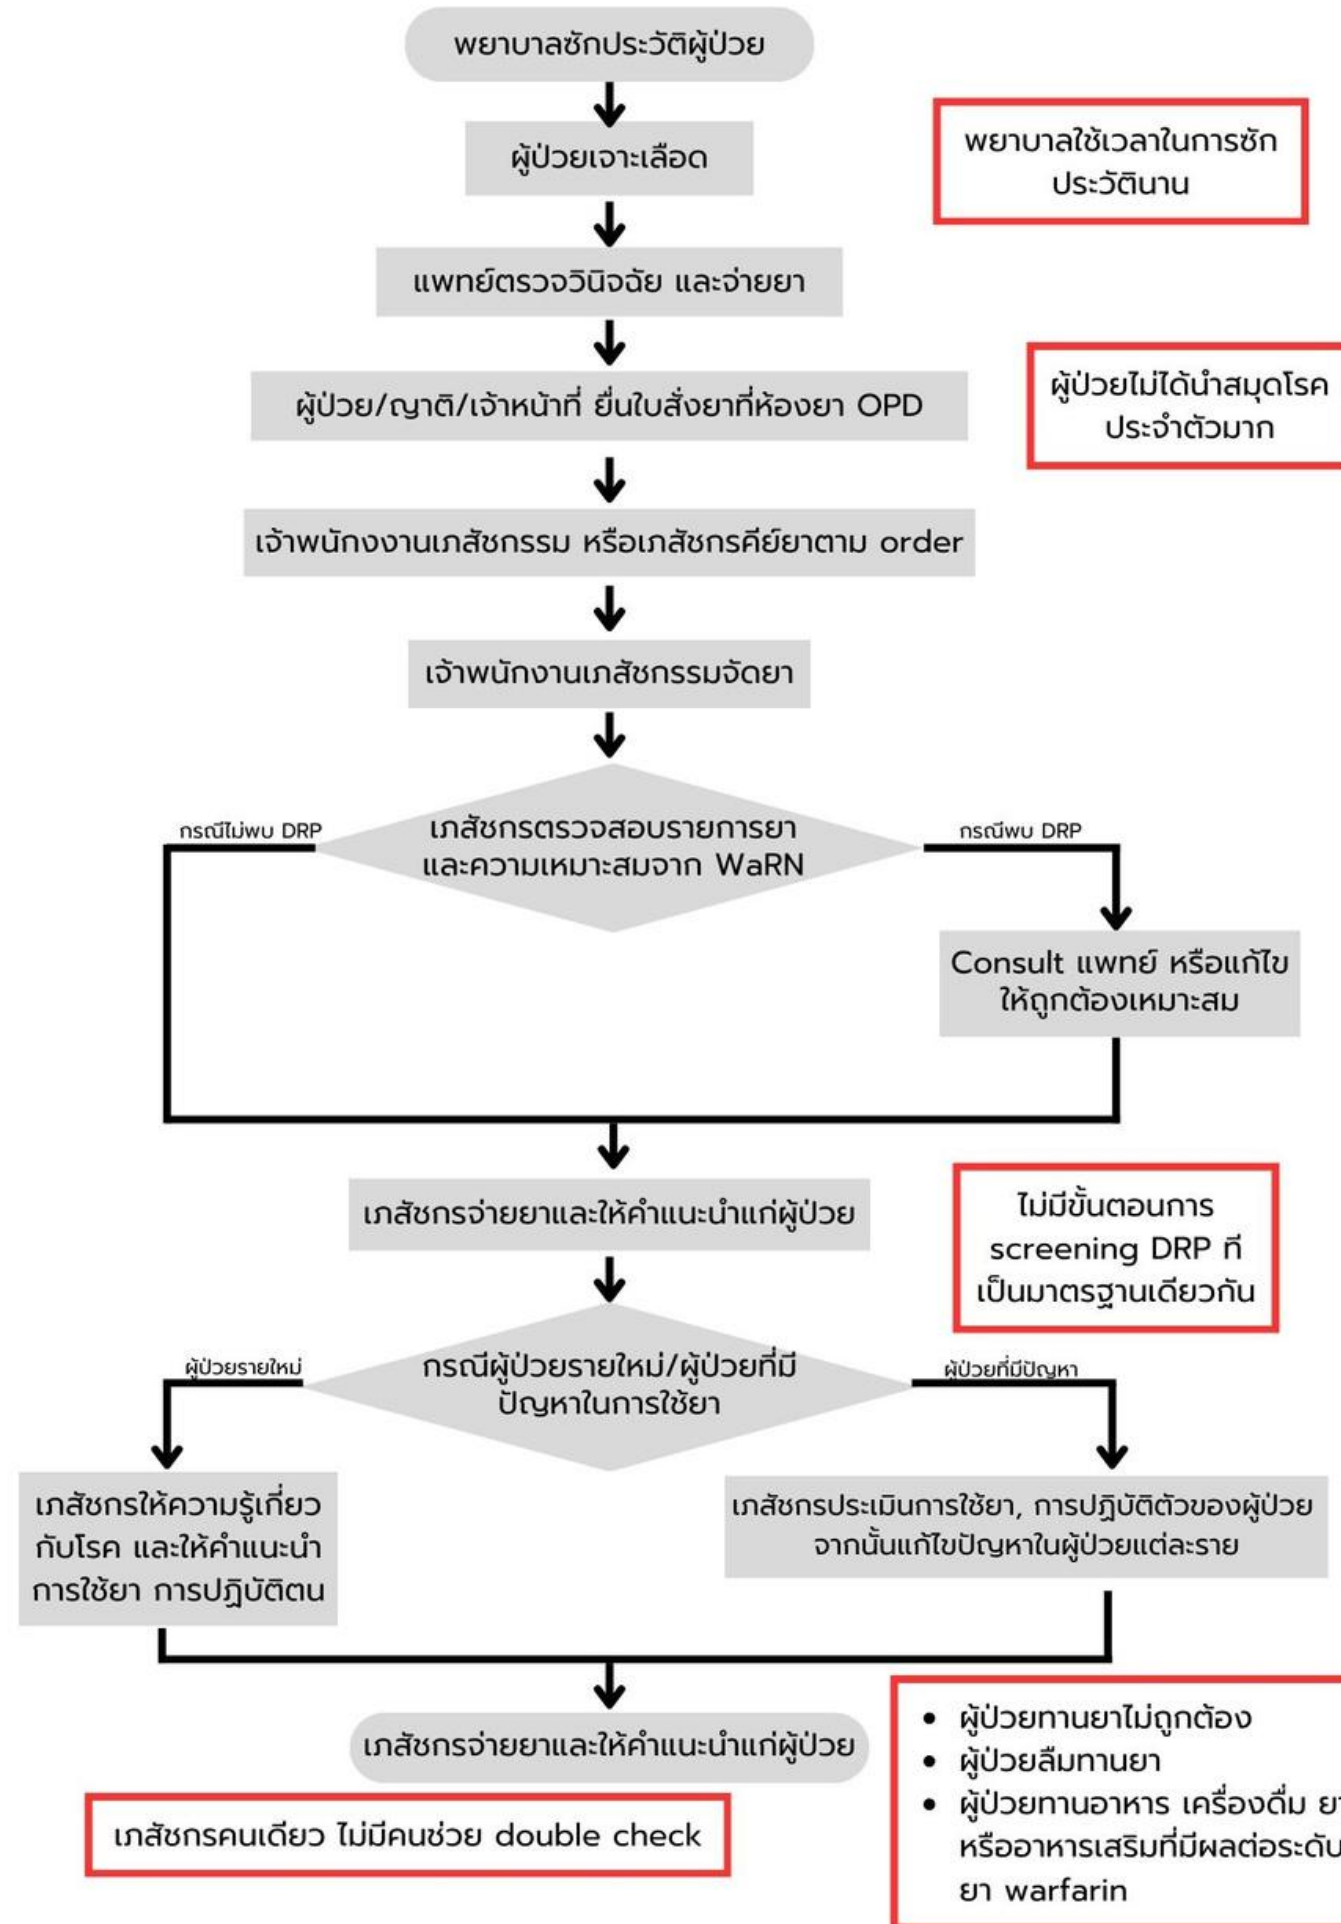 พยาบาลซักประวัติผู้ป่วย
ผู้ป่วยเจาะเลือด
พยาบาลใช้เวลาในการซัก
ประวัตินาน
แพทย์ตรวจวินิจฉัย และจ่ายยา
ผู้ป่วย/ญาติ/เจ้าหน้าที่ ยื่นใบสั่งยาที่ห้องยา OPD
ผู้ป่วยไม่ได้นำสมุดโรค
ประจำตัวมาก
เจ้าพนักงงานเภสัชกรรม หรือเภสัชกรคีย์ยาตาม order
เจ้าพนักงานเภสัชกรรมจัดยา
กรณีไม่พบ DRP
เภสัชกรตรวจสอบรายการยา
และความเหมาะสมจาก WaRN
กรณีพบ DRP
Consult แพทย์ หรือแก้ไข
ให้ถูกต้องเหมาะสม
เภสัชกรจ่ายยาและให้คำแนะนำแก่ผู้ป่วย
ไม่มีขั้นตอนการ
screening DRP ที
เป็นมาตรฐานเดียวกัน
ผู้ป่วยรายใหม่
กรณีผู้ป่วยรายใหม่/ผู้ป่วยที่มี
ปัญหาในการใช้ยา
ผู้ป่วยที่มีปัญหา
เภสัชกรให้ความรู้เกี่ยว
กับโรค และให้คำแนะนำ
การใช้ยา การปฏิบัติตน
เภสัชกรประเมินการใช้ยา, การปฏิบัติตัวของผู้ป่วย
จากนั้นแก้ไขปัญหาในผู้ป่วยแต่ละราย
เภสัชกรจ่ายยาและให้คำแนะนำแก่ผู้ป่วย
เภสัชกรคนเดียว ไม่มีคนช่วย double check
• ผู้ป่วยทานยาไม่ถูกต้อง
• ผู้ป่วยลืมทานยา
• ผู้ป่วยทานอาหาร เครื่องดื่ม ยา
หรืออาหารเสริมที่มีผลต่อระดับ
ยา warfarin